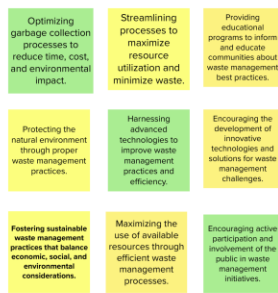 Optimizing
garbage collection
processes to
reduce time, cost,
and environmental
impact.
Streamlining
processes to
maximize
resource
utilization and
minimize waste.
Providing
educational
programs to inform
and educate
communities about
waste management
best practices.
Protecting the
natural environment
through proper
waste management
practices.
Harnessing
advanced
technologies to
improve waste
management
practices and
efficiency.
Encouraging the
development of
innovative
technologies and
solutions for waste
management
challenges.
Fostering sustainable
waste management
practices that balance
economic, social, and
environmental
considerations.
Maximizing the
use of available
resources through
efficient waste
management
processes.
Encouraging active
participation and
involvement of the
public in waste
management
initiatives.